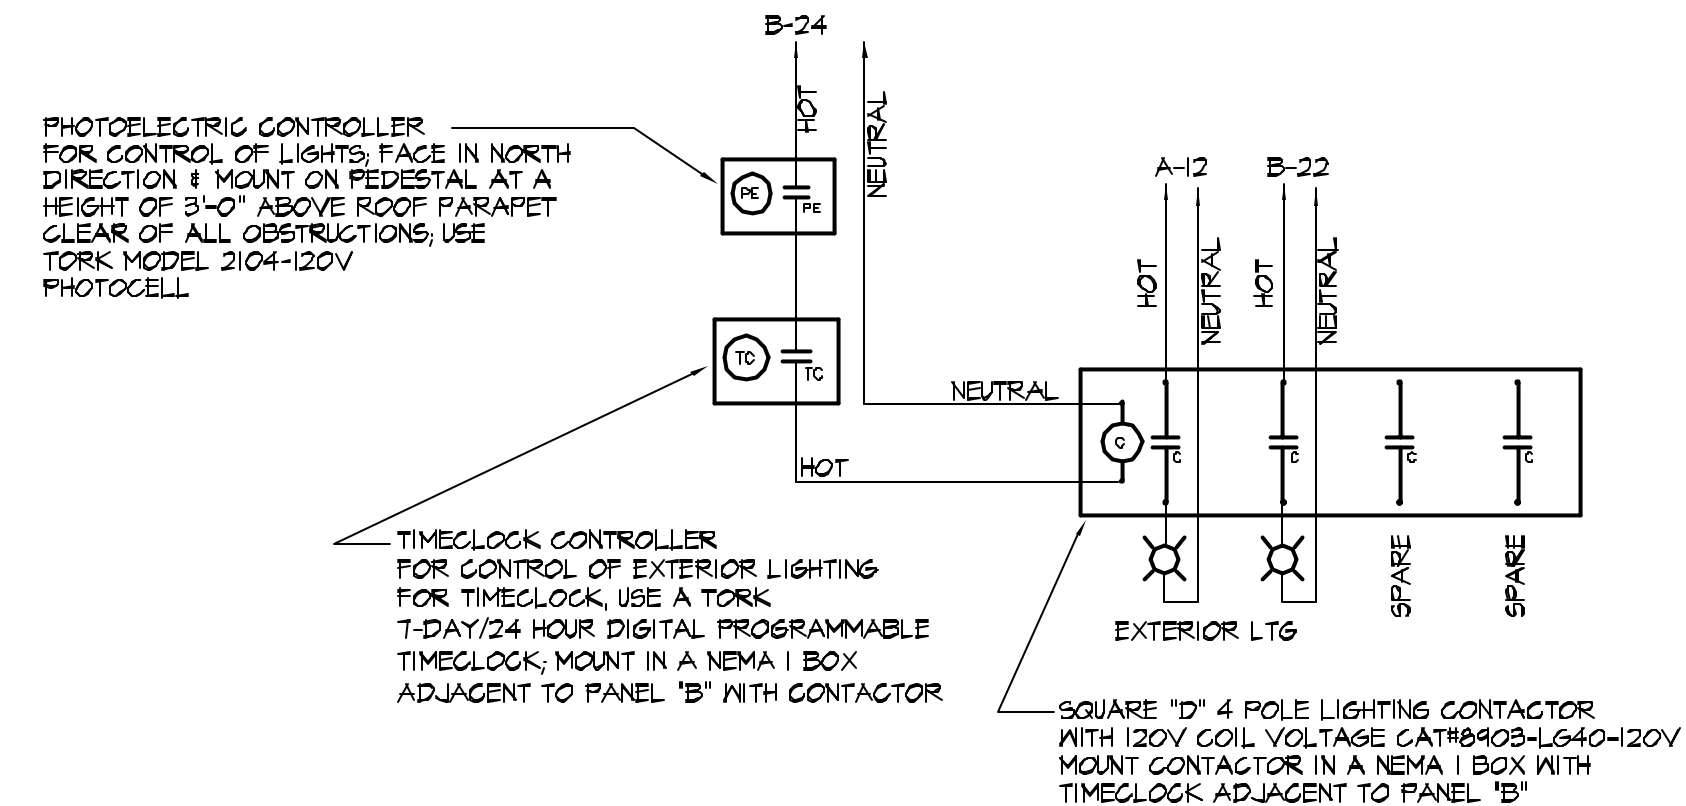 B-24
HOT
NEUTRAL
PHOTOELECTRIC CONTROLLER
FOR CONTROL OF LIGHTS; FACE IN NORTH
DIRECTION & MOUNT ON PEDESTAL AT A
HEIGHT OF 3'-0" ABOVE ROOF PARAPET
CLEAR OF ALL OBSTRUCTIONS; USE
TORK MODEL 2104-120V
PHOTOCELL
PE
PE
A-12
B-22
HOT
NEUTRAL
HOT
NEUTRAL
TC
TC
NEUTRAL
HOT
C
C
C
C
C
SPARE
SPARE
EXTERIOR LTG
TIMECLOCK CONTROLLER
FOR CONTROL OF EXTERIOR LIGHTING
FOR TIMECLOCK, USE A TORK
7-DAY/24 HOUR DIGITAL PROGRAMMABLE
TIMECLOCK; MOUNT IN A NEMA 1 BOX
ADJACENT TO PANEL "B" WITH CONTACTOR
SQUARE "D" 4 POLE LIGHTING CONTACTOR
WITH 120V COIL VOLTAGE CAT#8903-LG40-120V
MOUNT CONTACTOR IN A NEMA 1 BOX WITH
TIMECLOCK ADJACENT TO PANEL "B"